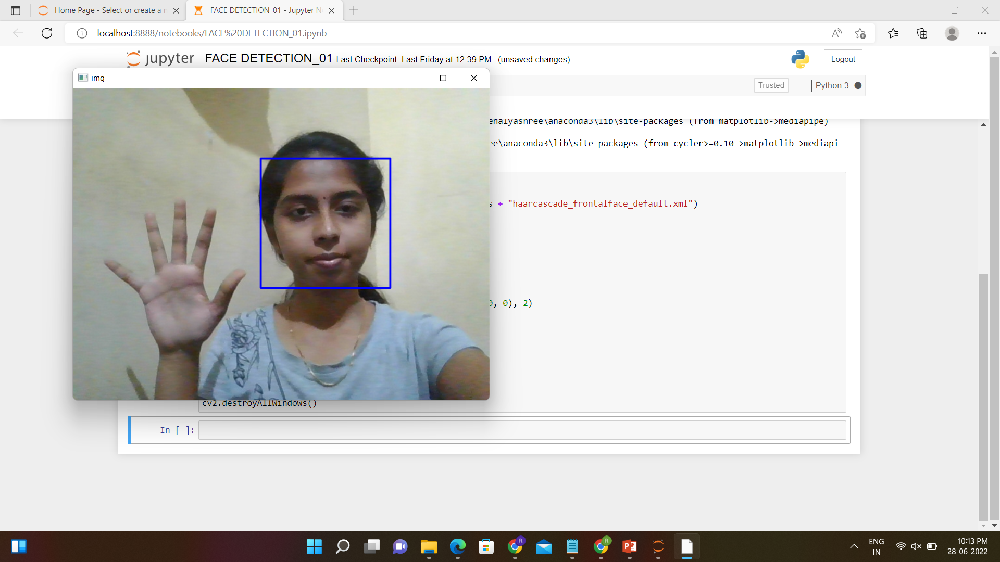 Home Page - Select or create a n
FACE DETECTION_01 - Jupyter N
localhost:8888/notebooks/FACE%20DETECTION_01.ipynb
jupyter FACE DETECTION_01 Last Checkpoint: Last Friday at 12:39 PM (unsaved changes)
Logout
img
Trusted
Python 3
ehalyashree\anaconda3\lib\site-packages (from matplotlib->mediapipe)
ee\anaconda3\lib\site-packages (from cycler>=0.10->matplotlib->mediapi
s + "haarcascade_frontalface_default.xml")
0, 0), 2)
cv2.destroyAllWindows()
In [ ]:
R
R
P
ENG
IN
10:13 PM
28-06-2022